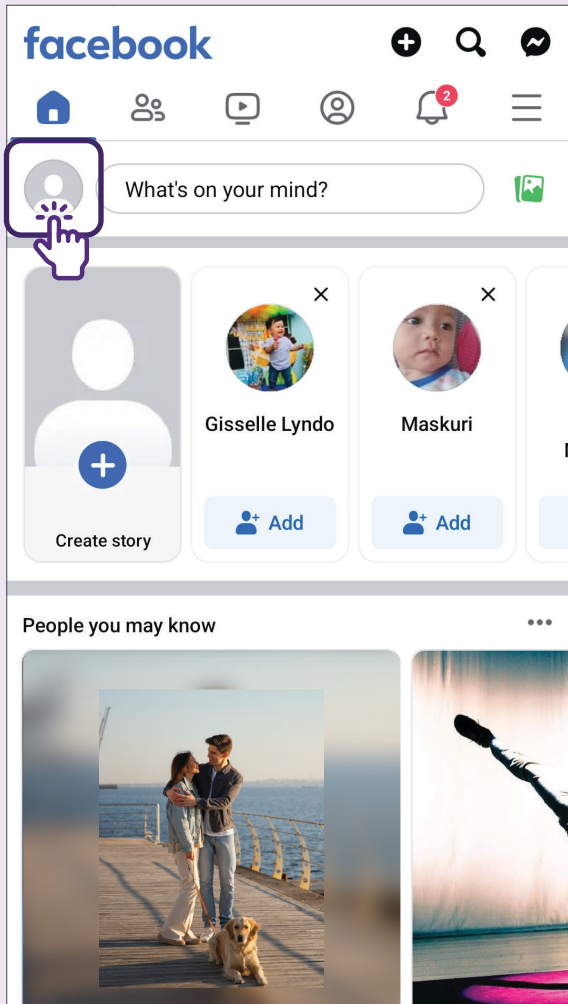 facebook
2
What's on your mind?
Gisselle Lyndo
Maskuri
Add
Add
Create story
People you may know